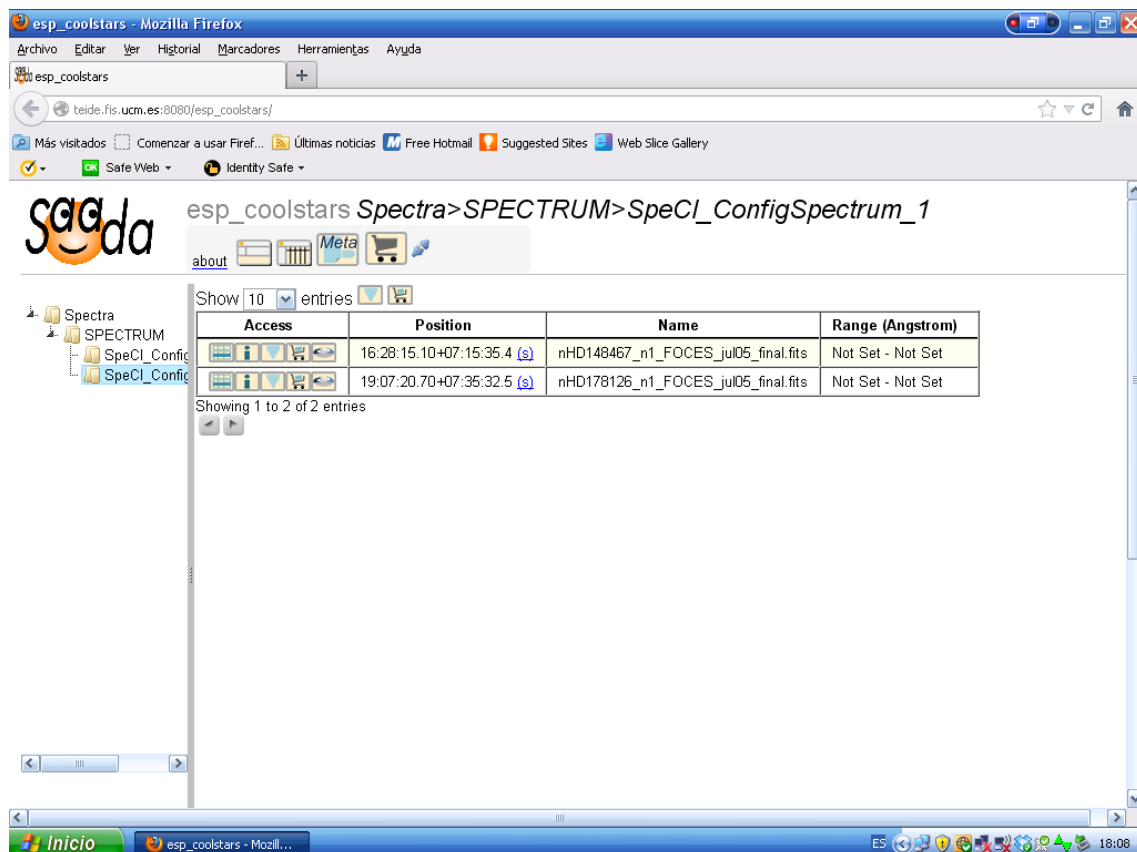 esp_coolstars - Mozilla Firefox
Archivo Editar Ver Historial Marcadores Herramientas Ayuda
esp_coolstars
teide.fis.ucm.es:8080/esp_coolstars/
Más visitados Comenzar a usar Firef... Últimas noticias Free Hotmail Suggested Sites Web Slice Gallery
OK Safe Web Identity Safe
saada
esp_coolstars Spectra>SPECTRUM>SpeCl_ConfigSpectrum_1
about Meta
Show 10 entries
Spectra
SPECTRUM
SpeCl_Config
SpeCl_Config
Access Position Name Range (Angstrom)
16:28:15.10+07:15:35.4 (s) nHD148467_n1_FOCES_jul05_final.fits Not Set - Not Set
19:07:20.70+07:35:32.5 (s) nHD178126_n1_FOCES_jul05_final.fits Not Set - Not Set
Showing 1 to 2 of 2 entries
Inicio esp_coolstars - Mozill... ES 18:08